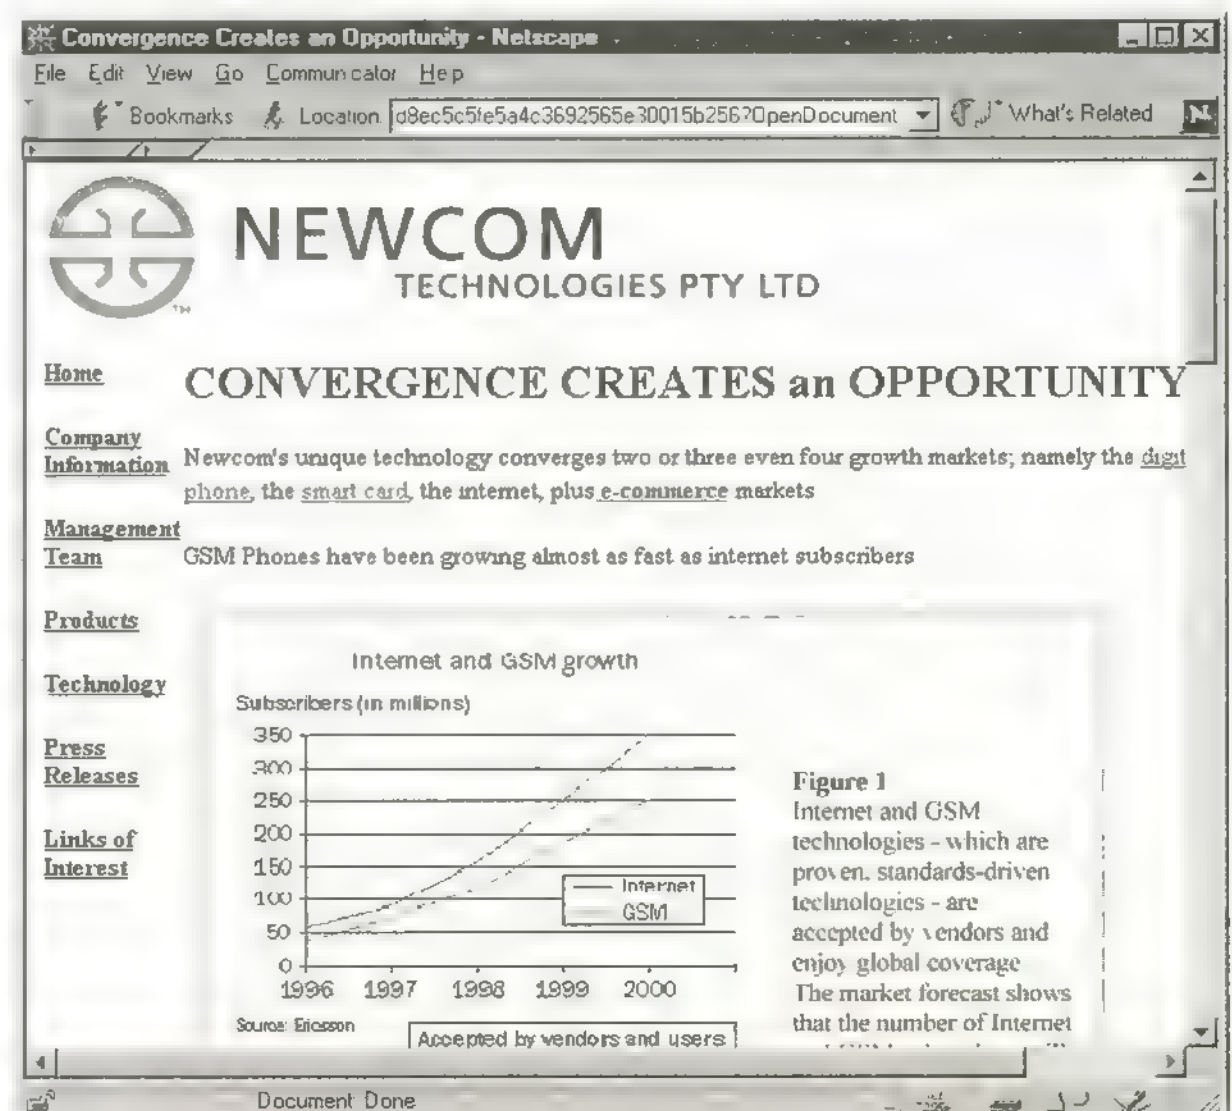 Convergence Creates an Opportunity - Netscape
File Edit View Go Communicator Help
Bookmarks Location: d8ec5c5fe5a4c3692565e30015b256?OpenDocument What's Related N
NEWCOM
TECHNOLOGIES PTY LTD
TM
Home
CONVERGENCE CREATES an OPPORTUNITY
Company
Information
Newcom's unique technology converges two or three even four growth markets; namely the digit
phone, the smart card, the internet, plus e-commerce markets
Management
Team
GSM Phones have been growing almost as fast as internet subscribers
Products
Technology
Press
Releases
Links of
Interest
Internet and GSM growth
Subscribers (in millions)
350
300
250
200
150
100
50
0
1996 1997 1998 1999 2000
Internet
GSM
Source: Ericsson
Accepted by vendors and users
Figure 1
Internet and GSM
technologies - which are
proven, standards-driven
technologies - are
accepted by vendors and
enjoy global coverage
The market forecast shows
that the number of Internet
Document: Done